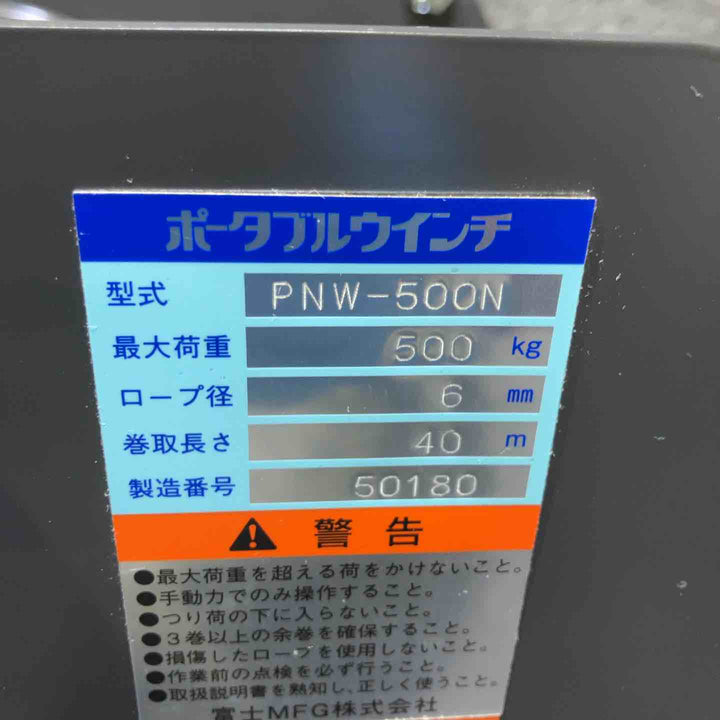 ポータブルウインチ
型式 PNW-500N
最大荷重 500 kg
ロープ径 6 mm
巻取長さ 40 m
製造番号 50180
警告
●最大荷重を超える荷をかけないこと。
●手動力でのみ操作すること。
●つり荷の下に入らないこと。
●3巻以上の余巻を確保すること。
●損傷したロープを使用しないこと。
●作業前の点検を必ず行うこと。
●取扱説明書を熟知し、正しく使うこと。
富士MFG株式会社